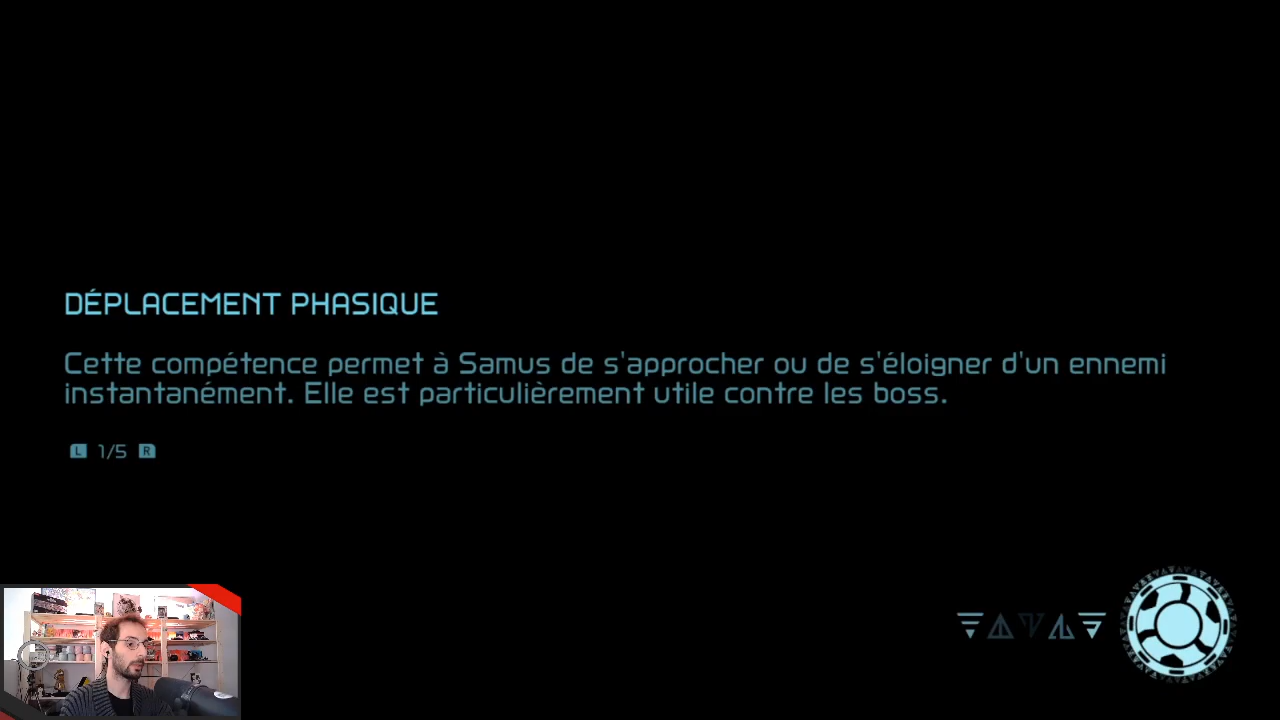 DÉPLACEMENT PHASIQUE
Cette compétence permet à Samus de s'approcher ou de s'éloigner d'un ennemi
instantanément. Elle est particulièrement utile contre les boss.
L 1/5 R